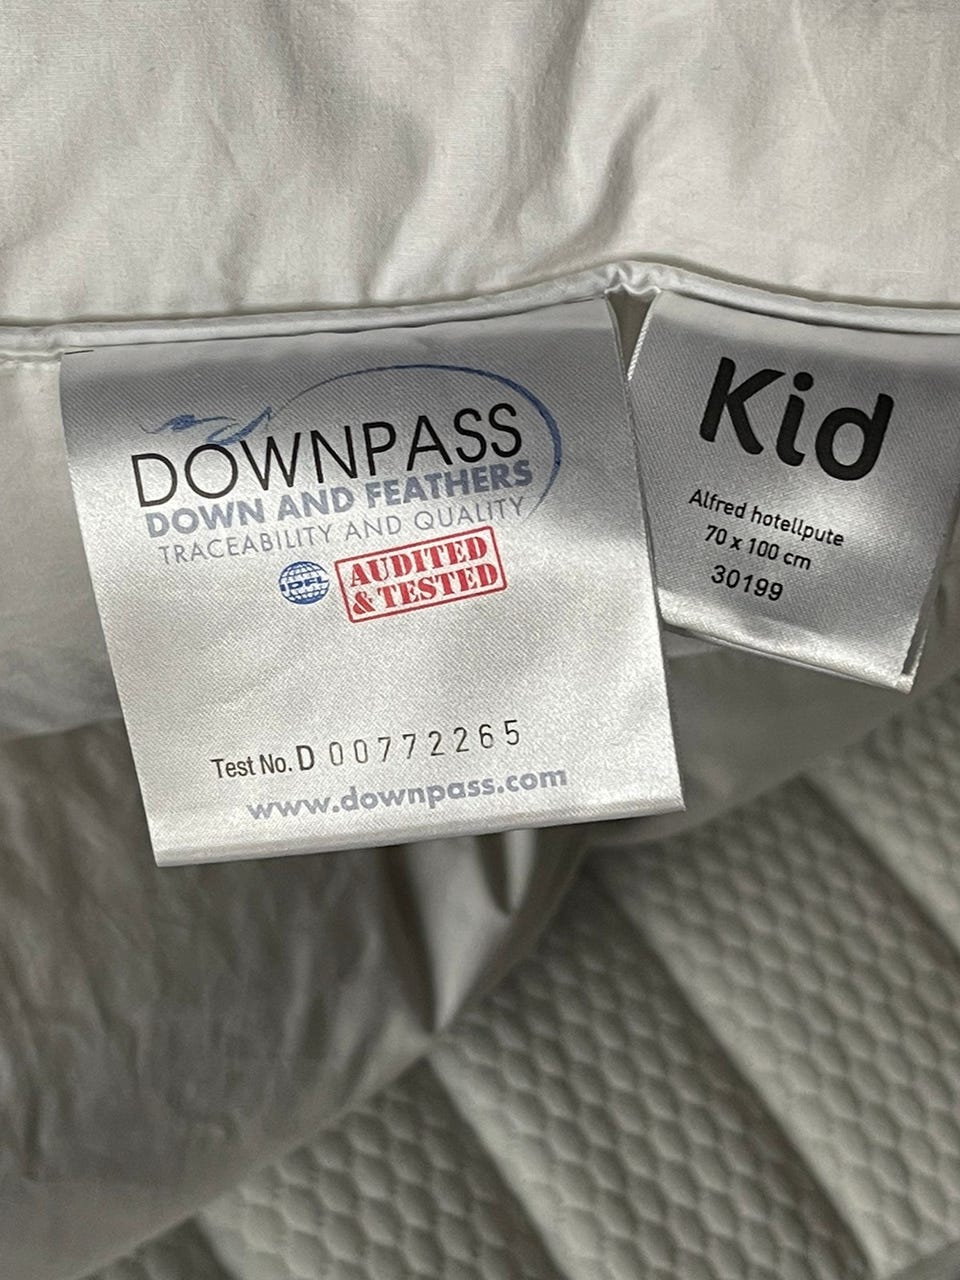 DOWNPASS
DOWN AND FEATHERS
TRACEABILITY AND QUALITY
IDFL
AUDITED
& TESTED
Test No. D 00772265
www.downpass.com
Kid
Alfred hotellpute
70 x 100 cm
30199